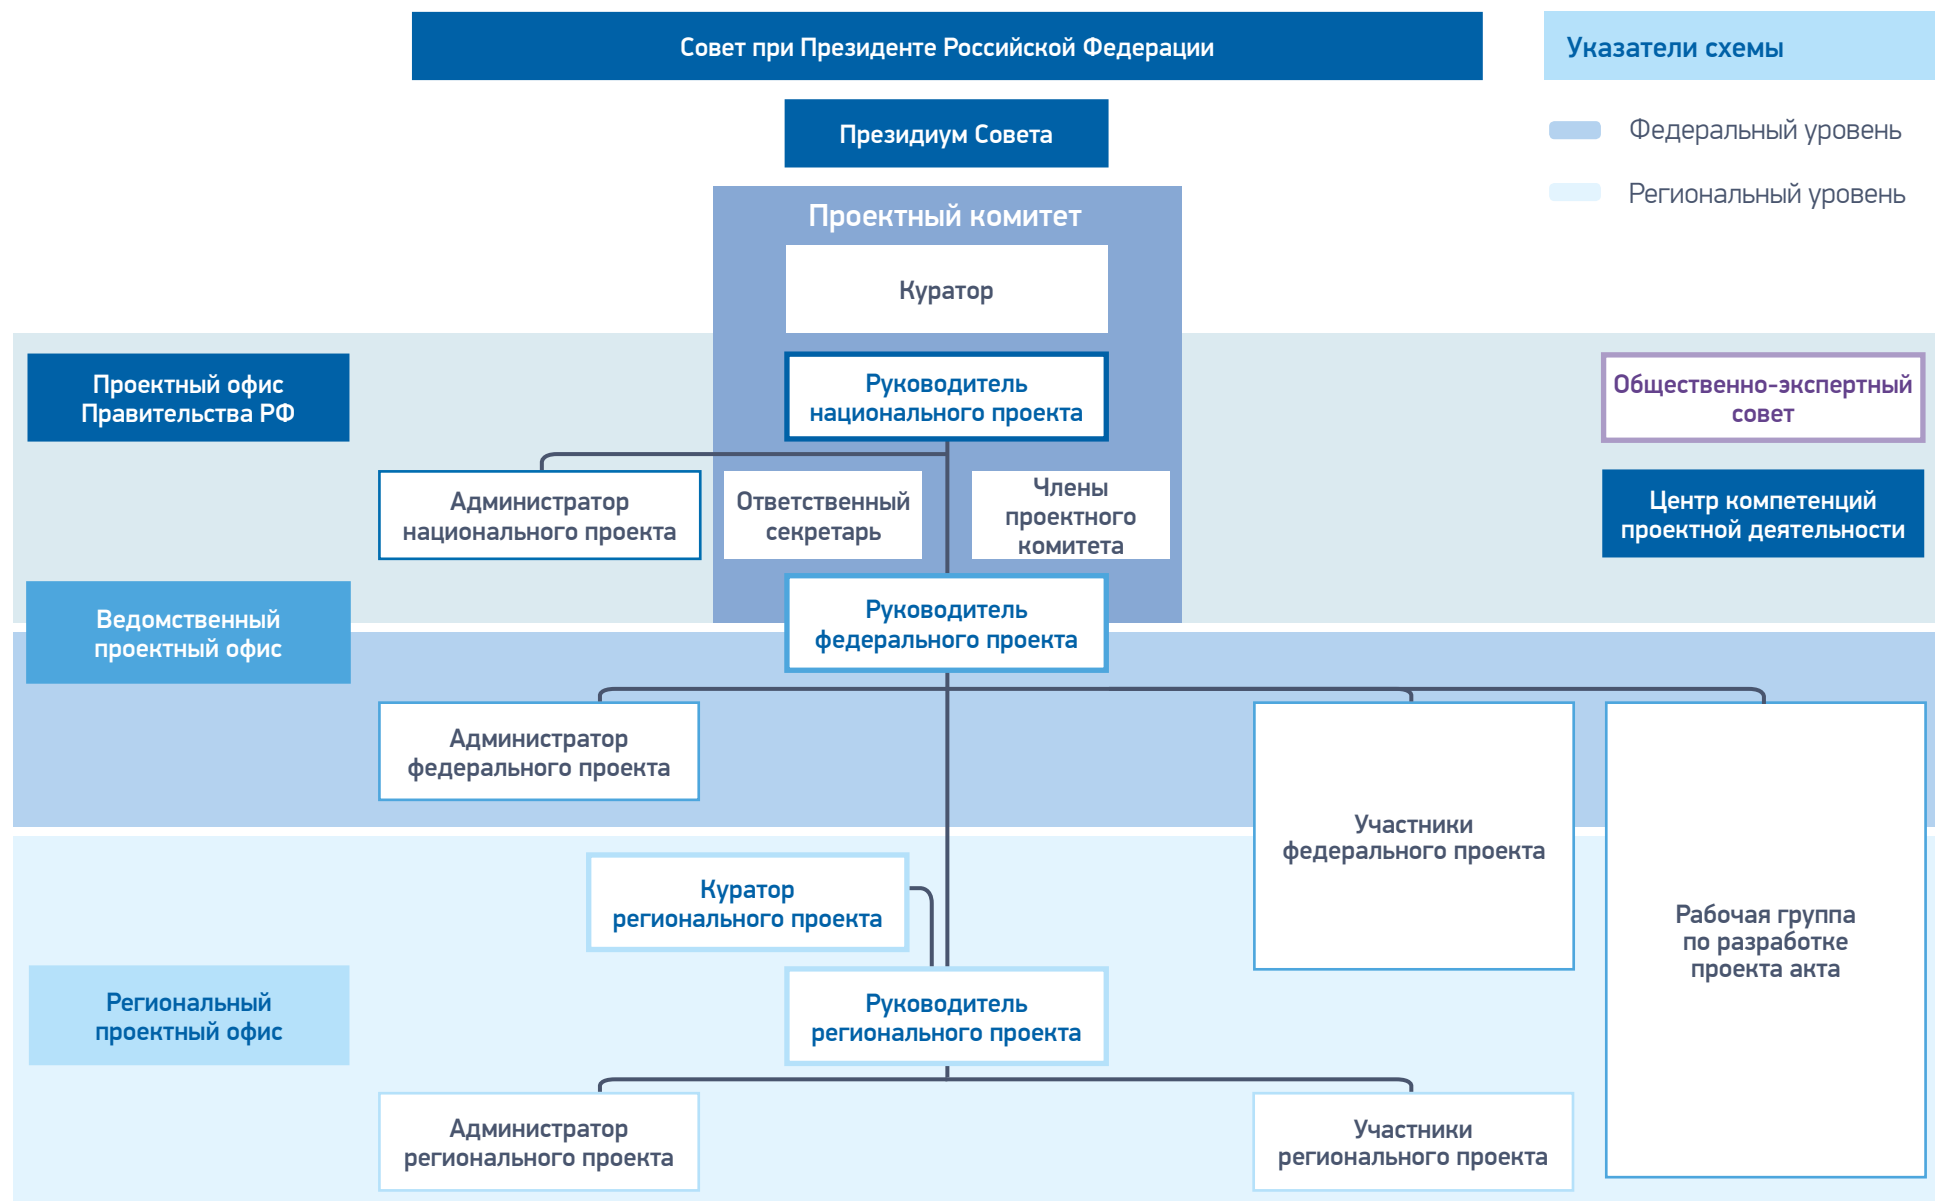 Совет при Президенте Российской Федерации
Указатели схемы
Президиум Совета
Федеральный уровень
Региональный уровень
Проектный комитет
Куратор
Проектный офис
Правительства РФ
Руководитель
национального проекта
Общественно-экспертный
совет
Администратор
национального проекта
Ответственный
секретарь
Члены
проектного
комитета
Центр компетенций
проектной деятельности
Ведомственный
проектный офис
Руководитель
федерального проекта
Администратор
федерального проекта
Участники
федерального проекта
Рабочая группа
по разработке
проекта акта
Куратор
регионального проекта
Региональный
проектный офис
Руководитель
регионального проекта
Администратор
регионального проекта
Участники
регионального проекта